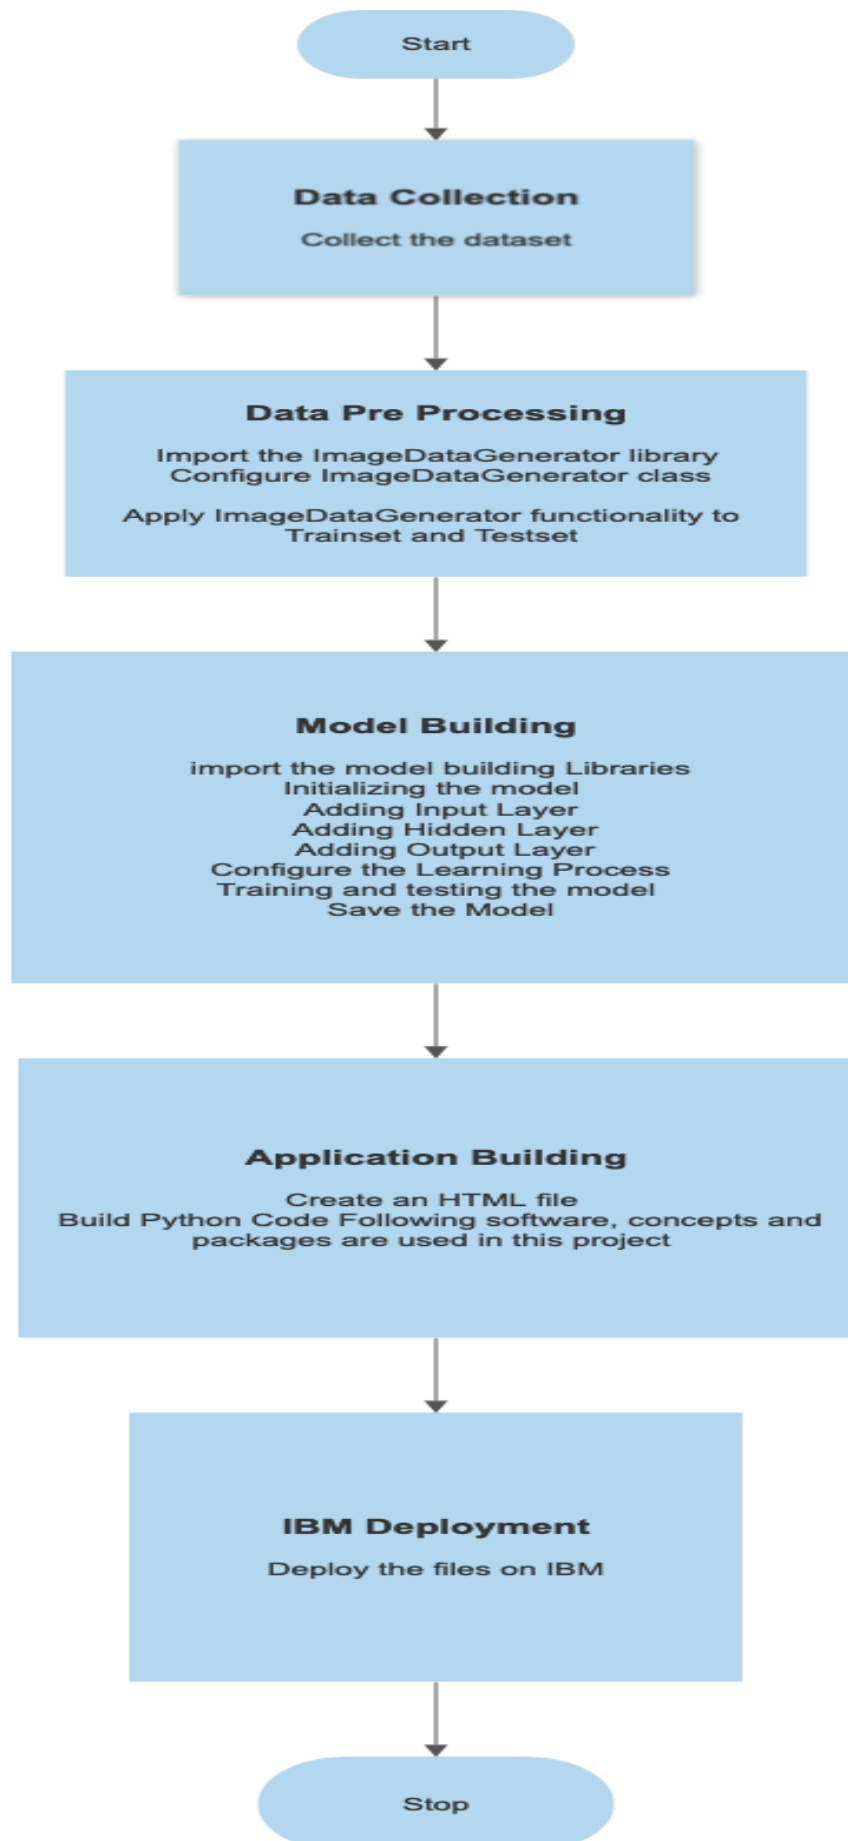 Start
Data Collection
Collect the dataset
Data Pre Processing
Import the ImageDataGenerator library
Configure ImageDataGenerator class
Apply ImageDataGenerator functionality to
Trainset and Testset
Model Building
import the model building Libraries
Initializing the model
Adding Input Layer
Adding Hidden Layer
Adding Output Layer
Configure the Learning Process
Training and testing the model
Save the Model
Application Building
Create an HTML file
Build Python Code Following software, concepts and
packages are used in this project
IBM Deployment
Deploy the files on IBM
Stop